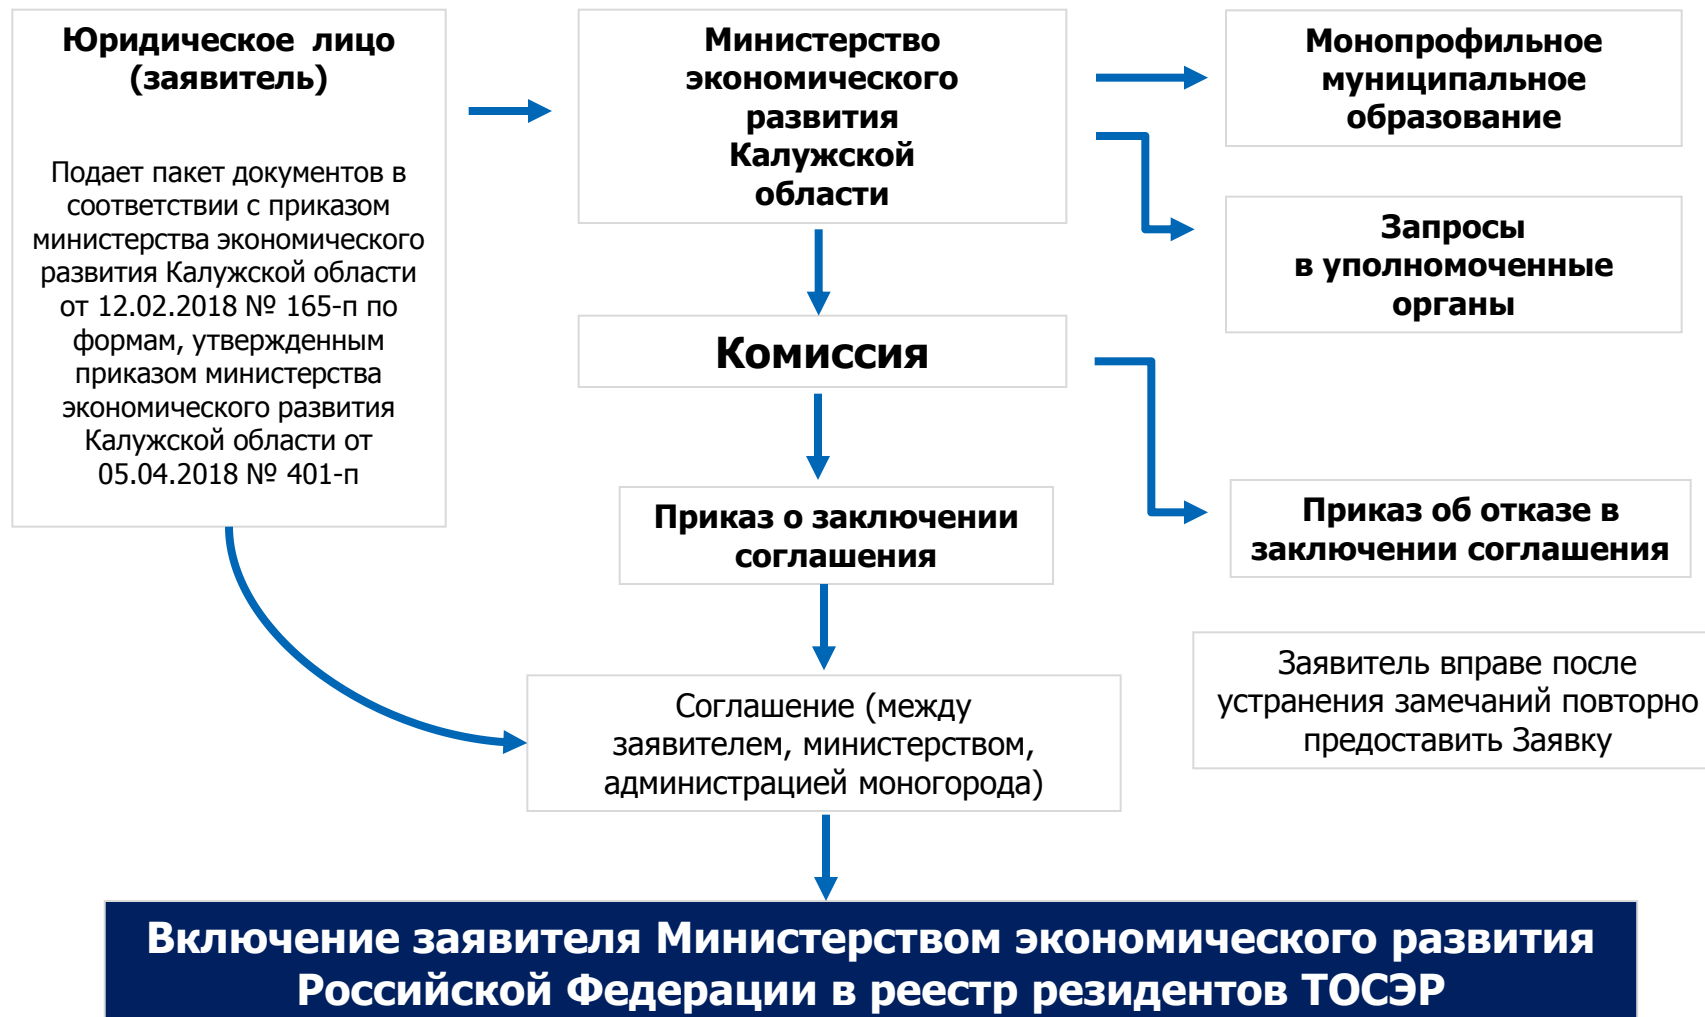 Юридическое лицо
(заявитель)
Подает пакет документов в
соответствии с приказом
министерства экономического
развития Калужской области
от 12.02.2018 № 165-п по
формам, утвержденным
приказом министерства
экономического развития
Калужской области от
05.04.2018 № 401-п
Министерство
экономического
развития
Калужской
области
Монопрофильное
муниципальное
образование
Запросы
в уполномоченные
органы
Комиссия
Приказ о заключении
соглашения
Приказ об отказе в
заключении соглашения
Заявитель вправе после
устранения замечаний повторно
предоставить Заявку
Соглашение (между
заявителем, министерством,
администрацией моногорода)
Включение заявителя Министерством экономического развития
Российской Федерации в реестр резидентов ТОСЭР